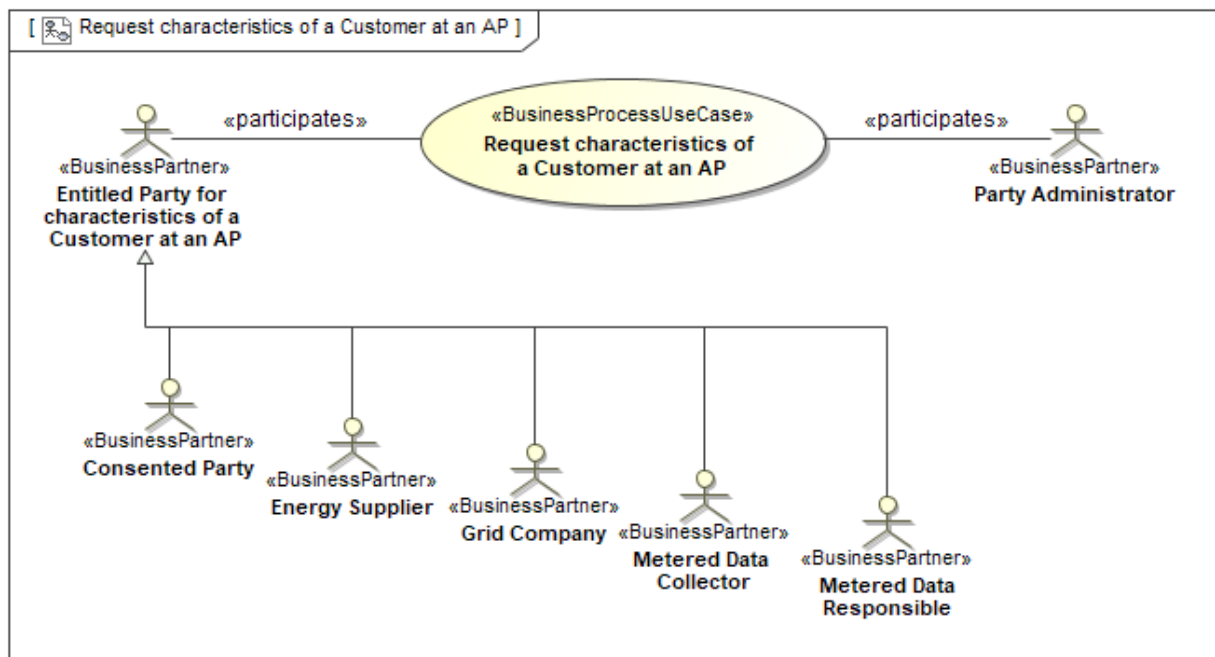 [ Request characteristics of a Customer at an AP ]
«participates»
«BusinessProcessUseCase»
Request characteristics of
a Customer at an AP
«participates»
«BusinessPartner»
Entitled Party for
characteristics of a
Customer at an AP
«BusinessPartner»
Party Administrator
«BusinessPartner»
Consented Party
«BusinessPartner»
Energy Supplier
«BusinessPartner»
Grid Company
«BusinessPartner»
Metered Data
Collector
«BusinessPartner»
Metered Data
Responsible